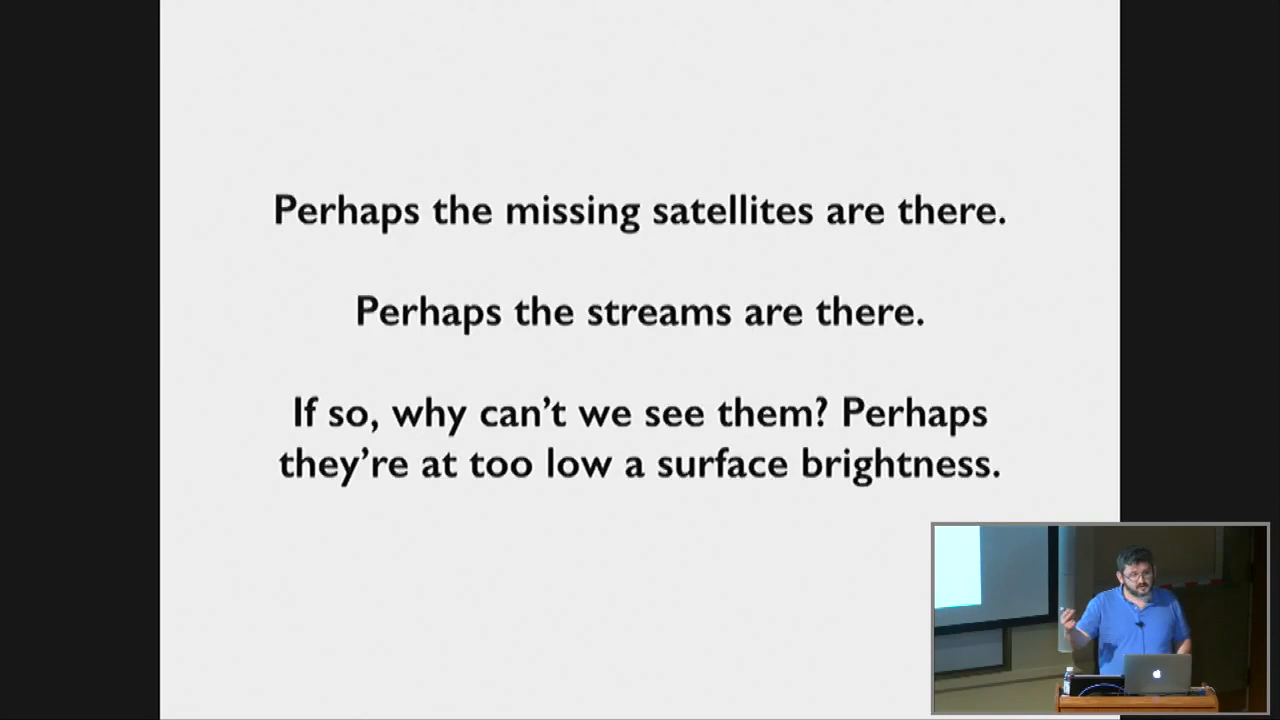 Perhaps the missing satellites are there.
Perhaps the streams are there.
If so, why can’t we see them? Perhaps
they’re at too low a surface brightness.